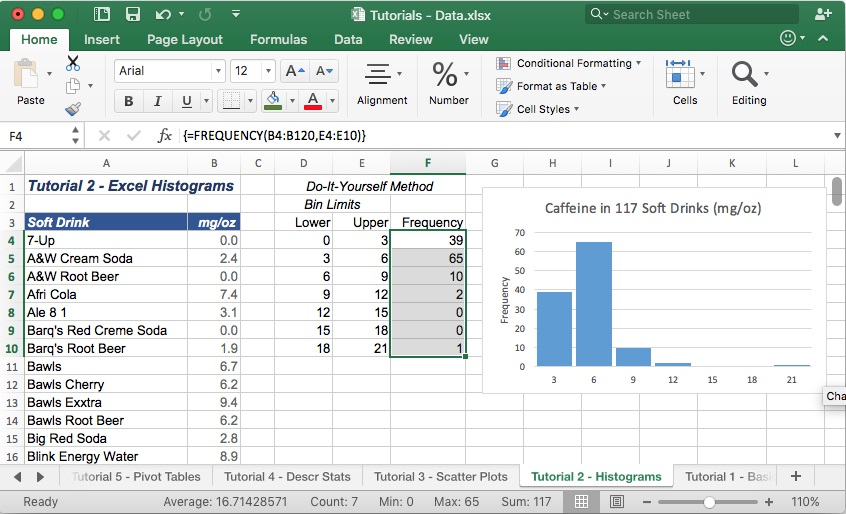 Tutorials - Data.xlsx
Search Sheet
Home Insert Page Layout Formulas Data Review View
Paste
Arial 12 A A
B I U A
Alignment
% Number
Conditional Formatting
Format as Table
Cell Styles
Cells
Editing
F4 fx {=FREQUENCY(B4:B120,E4:E10)}
A B C D E F G H I J K L
1 Tutorial 2 - Excel Histograms Do-It-Yourself Method
2 Bin Limits
3 Soft Drink mg/oz Lower Upper Frequency
4 7-Up 0.0 0 3 39
5 A&W Cream Soda 2.4 3 6 65
6 A&W Root Beer 0.0 6 9 10
7 Afri Cola 7.4 9 12 2
8 Ale 8 1 3.1 12 15 0
9 Barq's Red Creme Soda 0.0 15 18 0
10 Barq's Root Beer 1.9 18 21 1
11 Bawls 6.7
12 Bawls Cherry 6.2
13 Bawls Exxtra 9.4
14 Bawls Root Beer 6.2
15 Big Red Soda 2.8
16 Blink Energy Water 8.9
Caffeine in 117 Soft Drinks (mg/oz)
Frequency
70
60
50
40
30
20
10
0
3 6 9 12 15 18 21
Cha
Tutorial 5 - Pivot Tables Tutorial 4 - Descr Stats Tutorial 3 - Scatter Plots Tutorial 2 - Histograms Tutorial 1 - Bas +
Ready Average: 16.71428571 Count: 7 Min: 0 Max: 65 Sum: 117 − + 110%